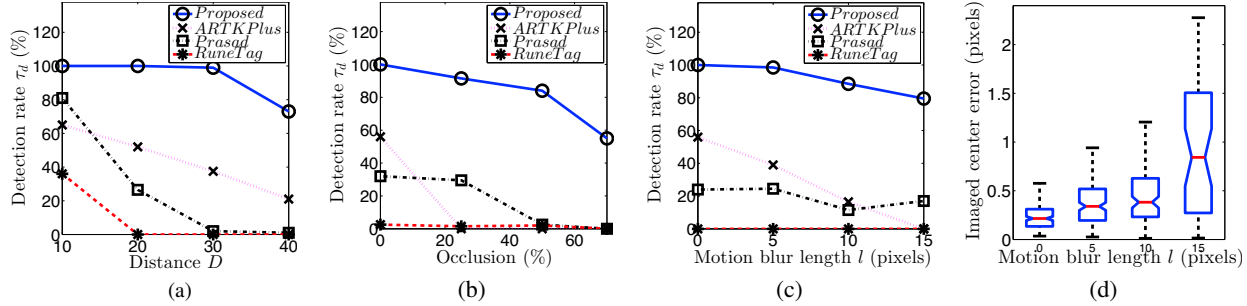 Detection rate τd (%)
120
100
80
60
40
20
0
10 20 30 40
Distance D
Proposed
ARTKPlus
Prasad
RuneTag
(a)
Detection rate τd (%)
120
100
80
60
40
20
0
0 20 40 60
Occlusion (%)
Proposed
ARTKPlus
Prasad
RuneTag
(b)
Detection rate τd (%)
120
100
80
60
40
20
0
0 5 10 15
Motion blur length l (pixels)
Proposed
ARTKPlus
Prasad
RuneTag
(c)
Imaged center error (pixels)
2
1.5
1
0.5
0
0 5 10 15
Motion blur length l (pixels)
(d)